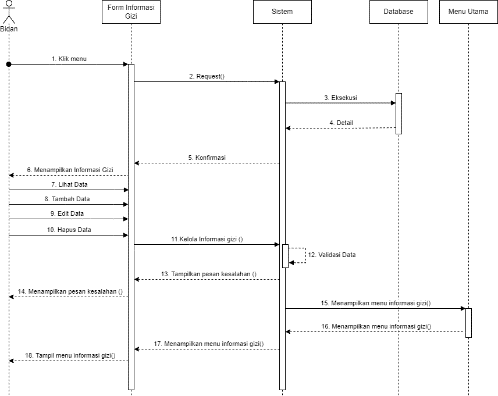 Form Informasi
Gizi
Sistem
Database
Menu Utama
Bidan
1. Klik menu
2. Request()
3. Eksekusi
4. Detail
5. Konfirmasi
6. Menampilkan Informasi Gizi
7. Lihat Data
8. Tambah Data
9. Edit Data
10. Hapus Data
11 Kelola Informasi gizi ()
12. Validasi Data
13. Tampilkan pesan kesalahan ()
14. Menampilkan pesan kesalahan ()
15. Menampilkan menu informasi gizi()
16. Menampilkan menu informasi gizi()
17. Menampilkan menu informasi gizi()
18. Tampil menu informasi gizi()